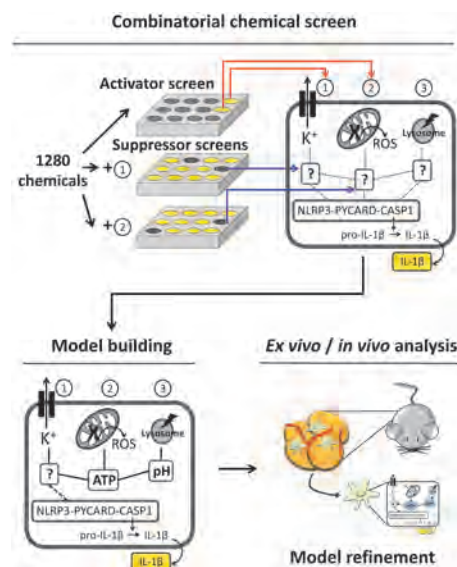 Combinatorial chemical screen
Activator screen
1280
chemicals
Suppressor screens
+ ①
+ ②
① ② ③
K⁺
X
ROS
Lysosome
? ? ?
NLRP3-PYCARD-CASP1
pro-IL-1β → IL-1β
IL-1β
Model building
① ② ③
K⁺
X
ROS
Lysosome
? ATP pH
NLRP3-PYCARD-CASP1
pro-IL-1β → IL-1β
IL-1β
Ex vivo / in vivo analysis
Model refinement